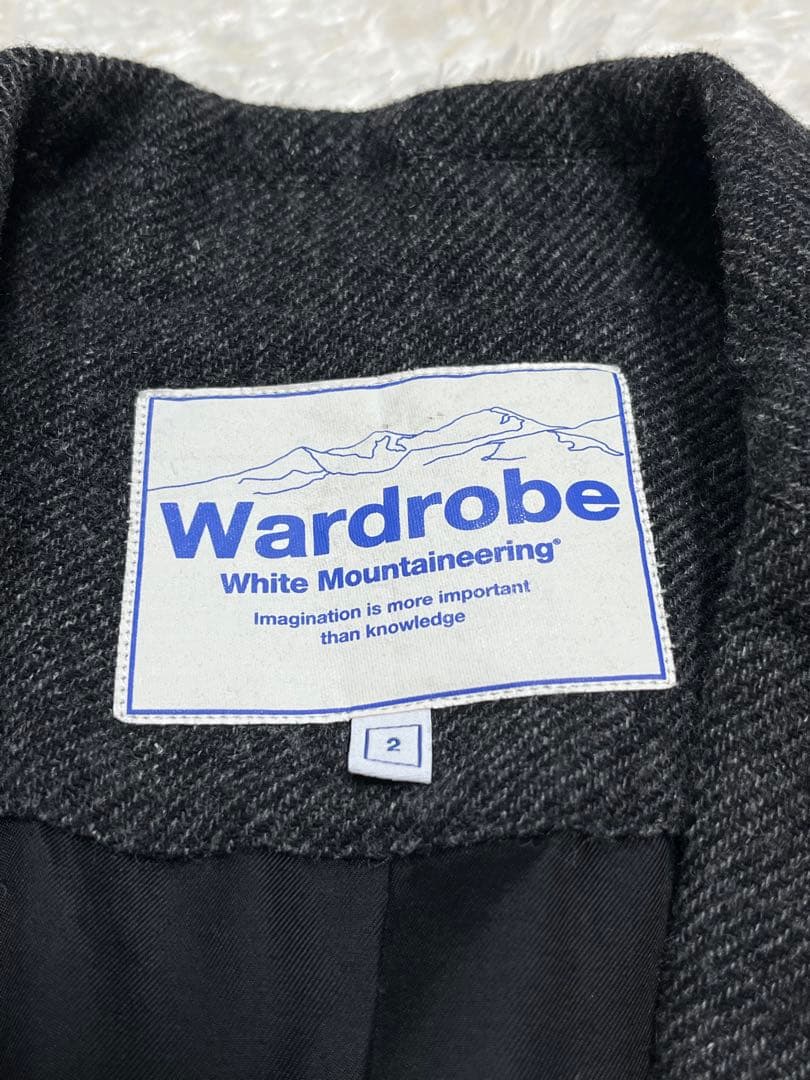 Wardrobe
White Mountaineering®
Imagination is more important
than knowledge
2